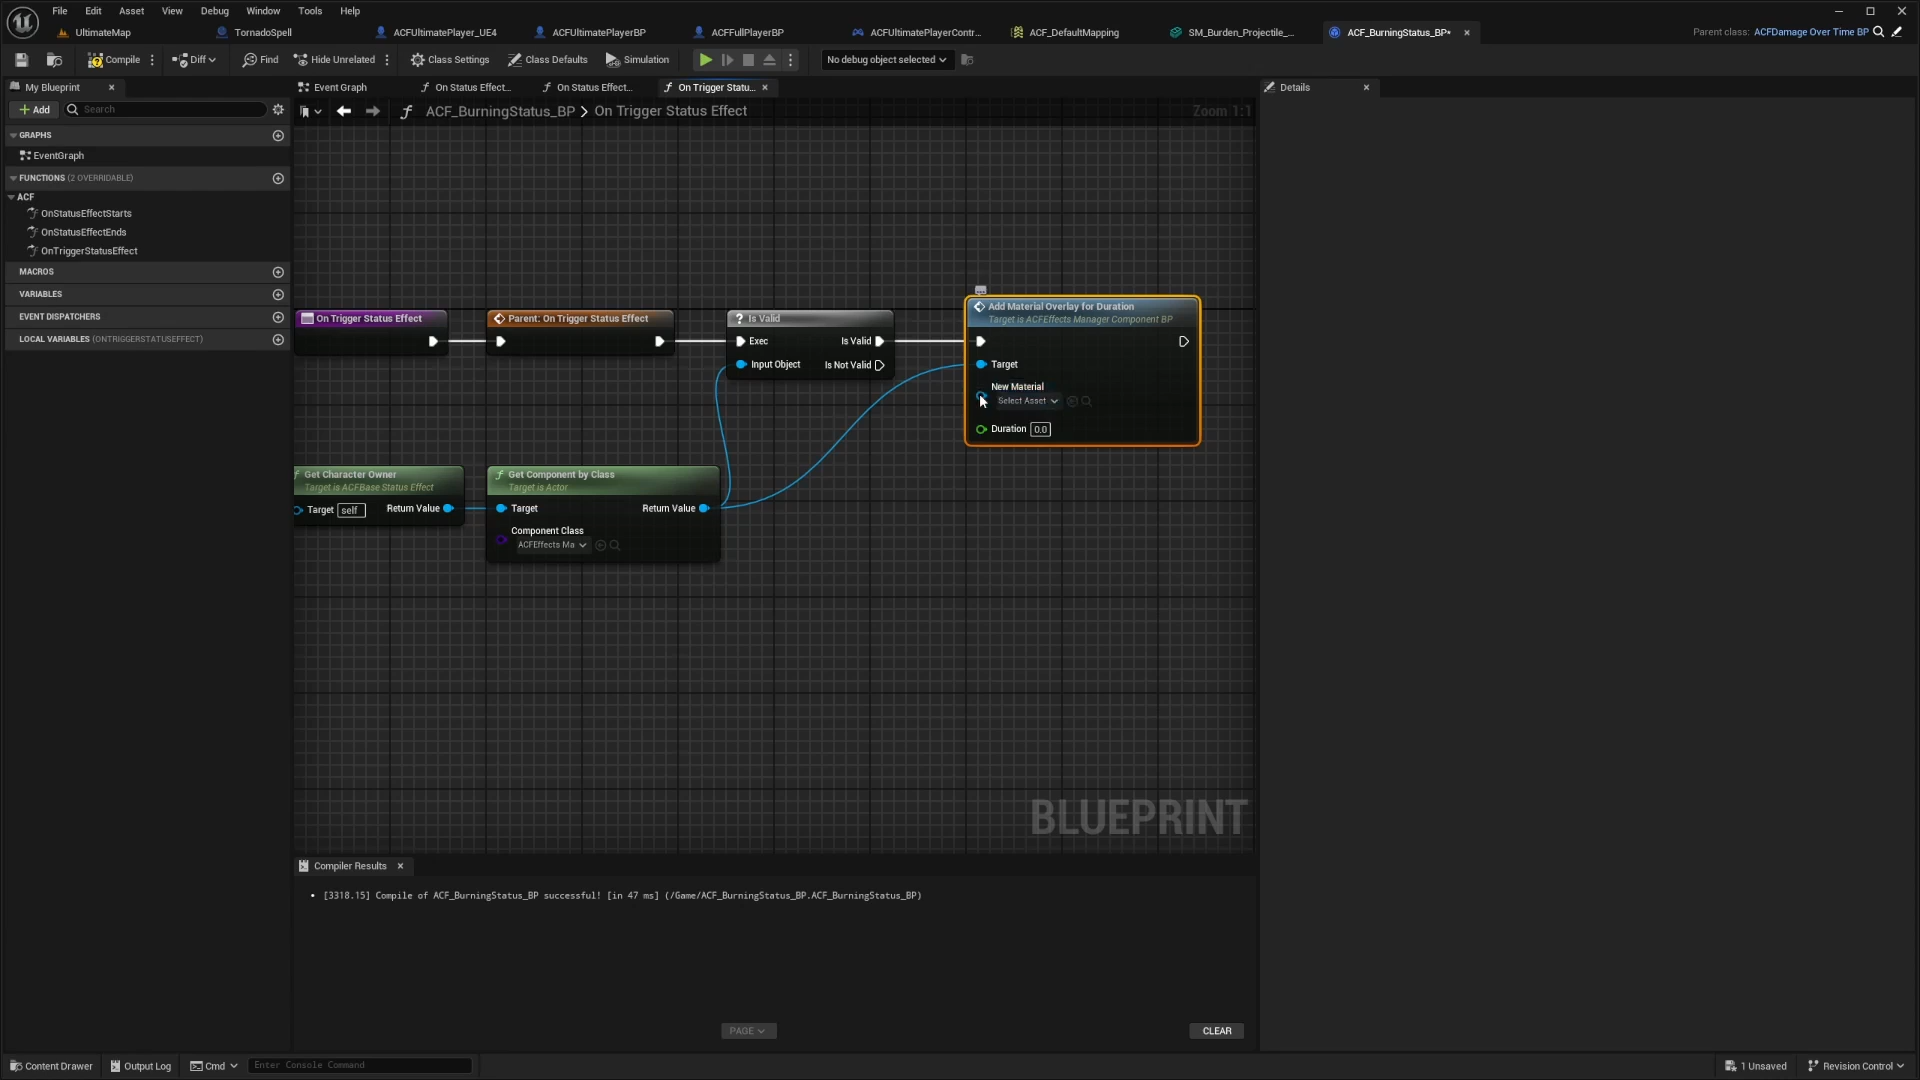 File Edit Asset View Debug Window Tools Help
UltimateMap TornadoSpell ACFUltimatePlayer_UE4 ACFUltimatePlayerBP ACFFullPlayerBP ACFUltimatePlayerContr... ACF_DefaultMapping SM_Burden_Projectile_... ACF_BurningStatus_BP* Parent class: ACFDamage Over Time BP
Compile Diff Find Hide Unrelated Class Settings Class Defaults Simulation No debug object selected
My Blueprint Event Graph On Status Effect... On Status Effect... On Trigger Statu... Details
Add Search ACF_BurningStatus_BP > On Trigger Status Effect Zoom 1:1
GRAPHS
EventGraph
FUNCTIONS (2 OVERRIDABLE)
ACF
OnStatusEffectStarts
OnStatusEffectEnds
OnTriggerStatusEffect
MACROS
VARIABLES
EVENT DISPATCHERS
LOCAL VARIABLES (ONTRIGGERSTATUSEFFECT)
On Trigger Status Effect
Parent: On Trigger Status Effect
Is Valid
Exec Is Valid
Input Object Is Not Valid
Add Material Overlay for Duration
Target is ACFEffects Manager Component BP
Target
New Material
Select Asset
Duration 0.0
Get Character Owner
Target is ACFBase Status Effect
Target self Return Value
Get Component by Class
Target is Actor
Target Return Value
Component Class
ACFEffects Ma
BLUEPRINT
Compiler Results
• [3318.15] Compile of ACF_BurningStatus_BP successful! [in 47 ms] (/Game/ACF_BurningStatus_BP.ACF_BurningStatus_BP)
PAGE CLEAR
Content Drawer Output Log Cmd Enter Console Command 1 Unsaved Revision Control